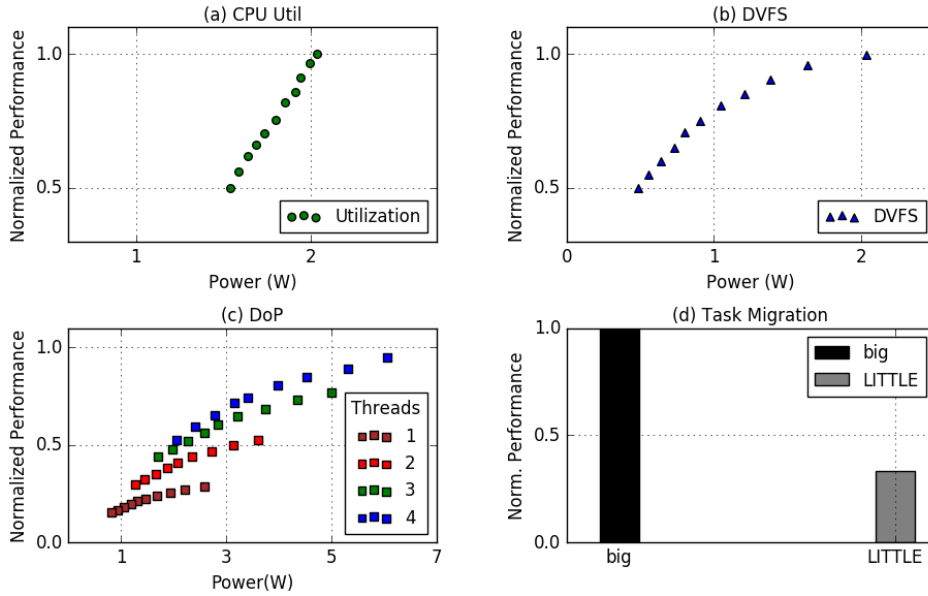 (a) CPU Util
Normalized Performance
1.0
0.5
1
2
Power (W)
Utilization
(b) DVFS
Normalized Performance
1.0
0.5
0
1
2
Power (W)
DVFS
(c) DoP
Normalized Performance
1.0
0.5
0.0
1
3
5
7
Power(W)
Threads
1
2
3
4
(d) Task Migration
Norm. Performance
1.0
0.5
0.0
big
LITTLE
big
LITTLE